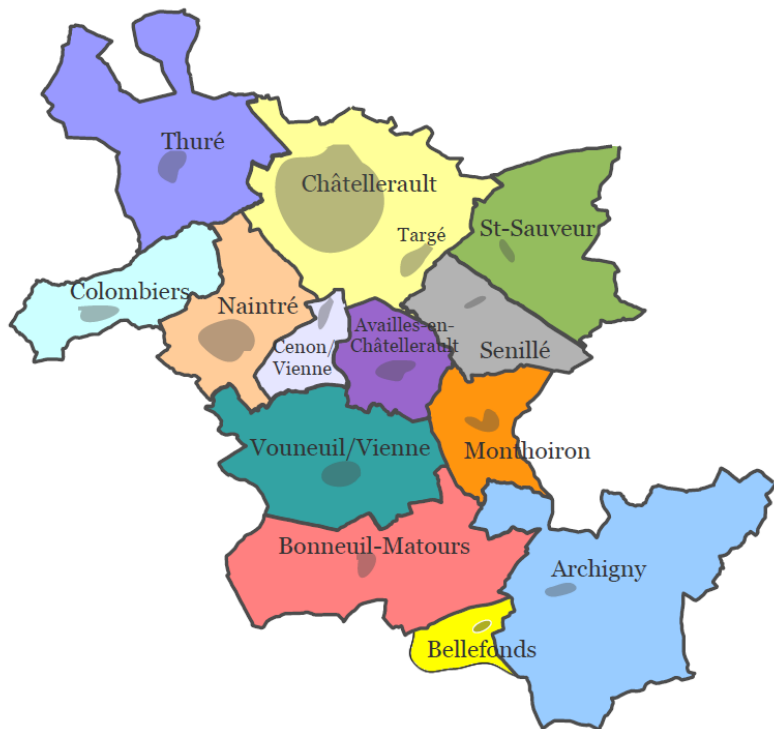 Thuré
Châtellerault
Targé
St-Sauveur
Colombiers
Naintré
Availles-en-
Châtellerault
Cenon/
Vienne
Senillé
Vouneuil/Vienne
Monthoiron
Bonneuil-Matours
Archigny
Bellefonds